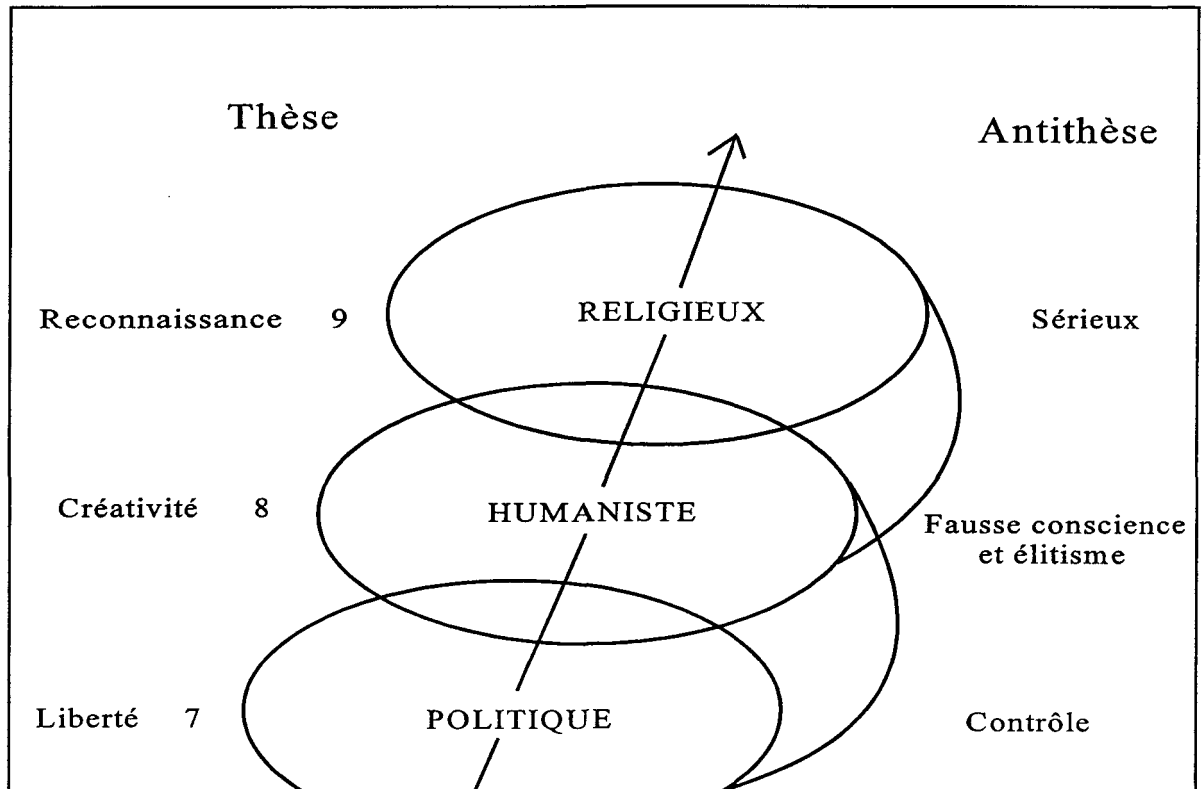 Thèse
Antithèse
Reconnaissance 9
RELIGIEUX
Sérieux
Créativité 8
HUMANISTE
Fausse conscience
et élitisme
Liberté 7
POLITIQUE
Contrôle